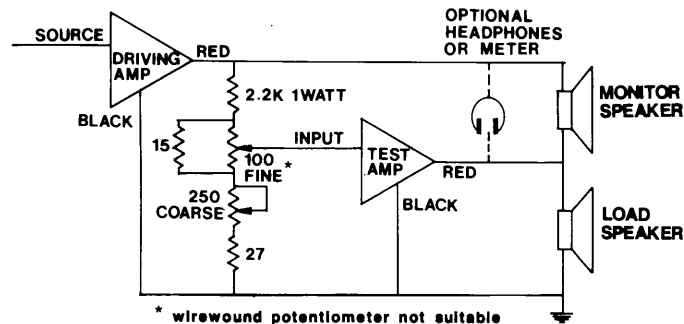 SOURCE
DRIVING
AMP
RED
BLACK
OPTIONAL
HEADPHONES
OR METER
2.2K 1WATT
MONITOR
SPEAKER
15
100
FINE*
INPUT
TEST
AMP
RED
BLACK
250
COARSE
27
LOAD
SPEAKER
* wirewound potentiometer not suitable